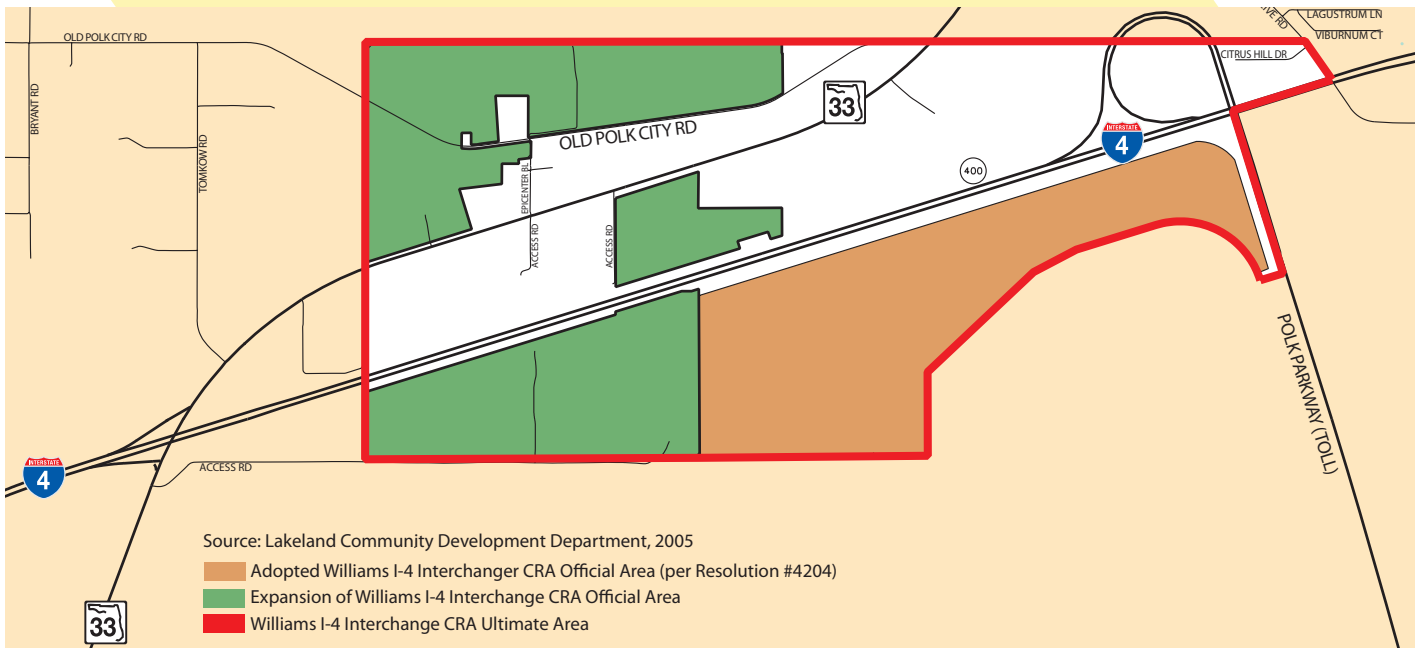 OLD POLK CITY RD
BRYANT RD
TOMKOW RD
LAGUSTRUM LN
VIBURNUM CT
CITRUS HILL DR
33
OLD POLK CITY RD
INTERSTATE
4
400
EPICENTER BL
ACCESS RD
ACCESS RD
POLK PARKWAY (TOLL)
INTERSTATE
4
ACCESS RD
33
Source: Lakeland Community Development Department, 2005
Adopted Williams I-4 Interchanger CRA Official Area (per Resolution #4204)
Expansion of Williams I-4 Interchange CRA Official Area
Williams I-4 Interchange CRA Ultimate Area